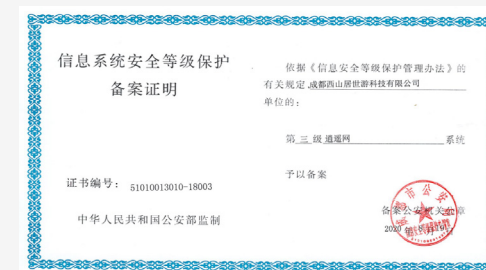 信息系统安全等级保护
备案证明
证书编号： 51010013010-18003
中华人民共和国公安部监制
依据《信息安全等级保护管理办法》的
有关规定,成都西山居世游科技有限公司
单位的：
第 三 级 逍遥网 系统
予以备案
备案公安机关公章
2020 年